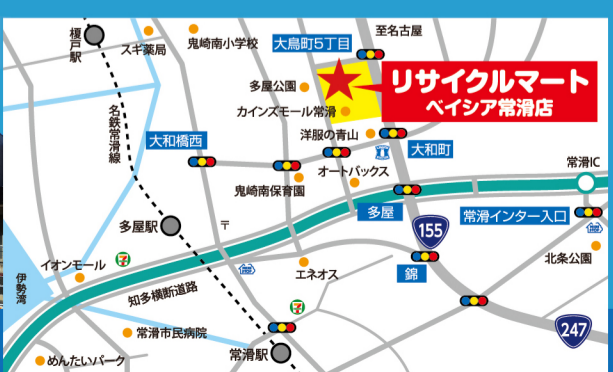 榎戸駅
スギ薬局
鬼崎南小学校
大鳥町5丁目
至名古屋
多屋公園
カインズモール常滑
リサイクルマート
ベイシア常滑店
名鉄常滑線
大和橋西
洋服の青山
大和町
鬼崎南保育園
オートバックス
常滑IC
多屋
常滑インター入口
多屋駅
〒
155
イオンモール
7
伊勢湾
知多横断道路
エネオス
錦
北条公園
7
常滑市民病院
247
めんたいパーク
常滑駅